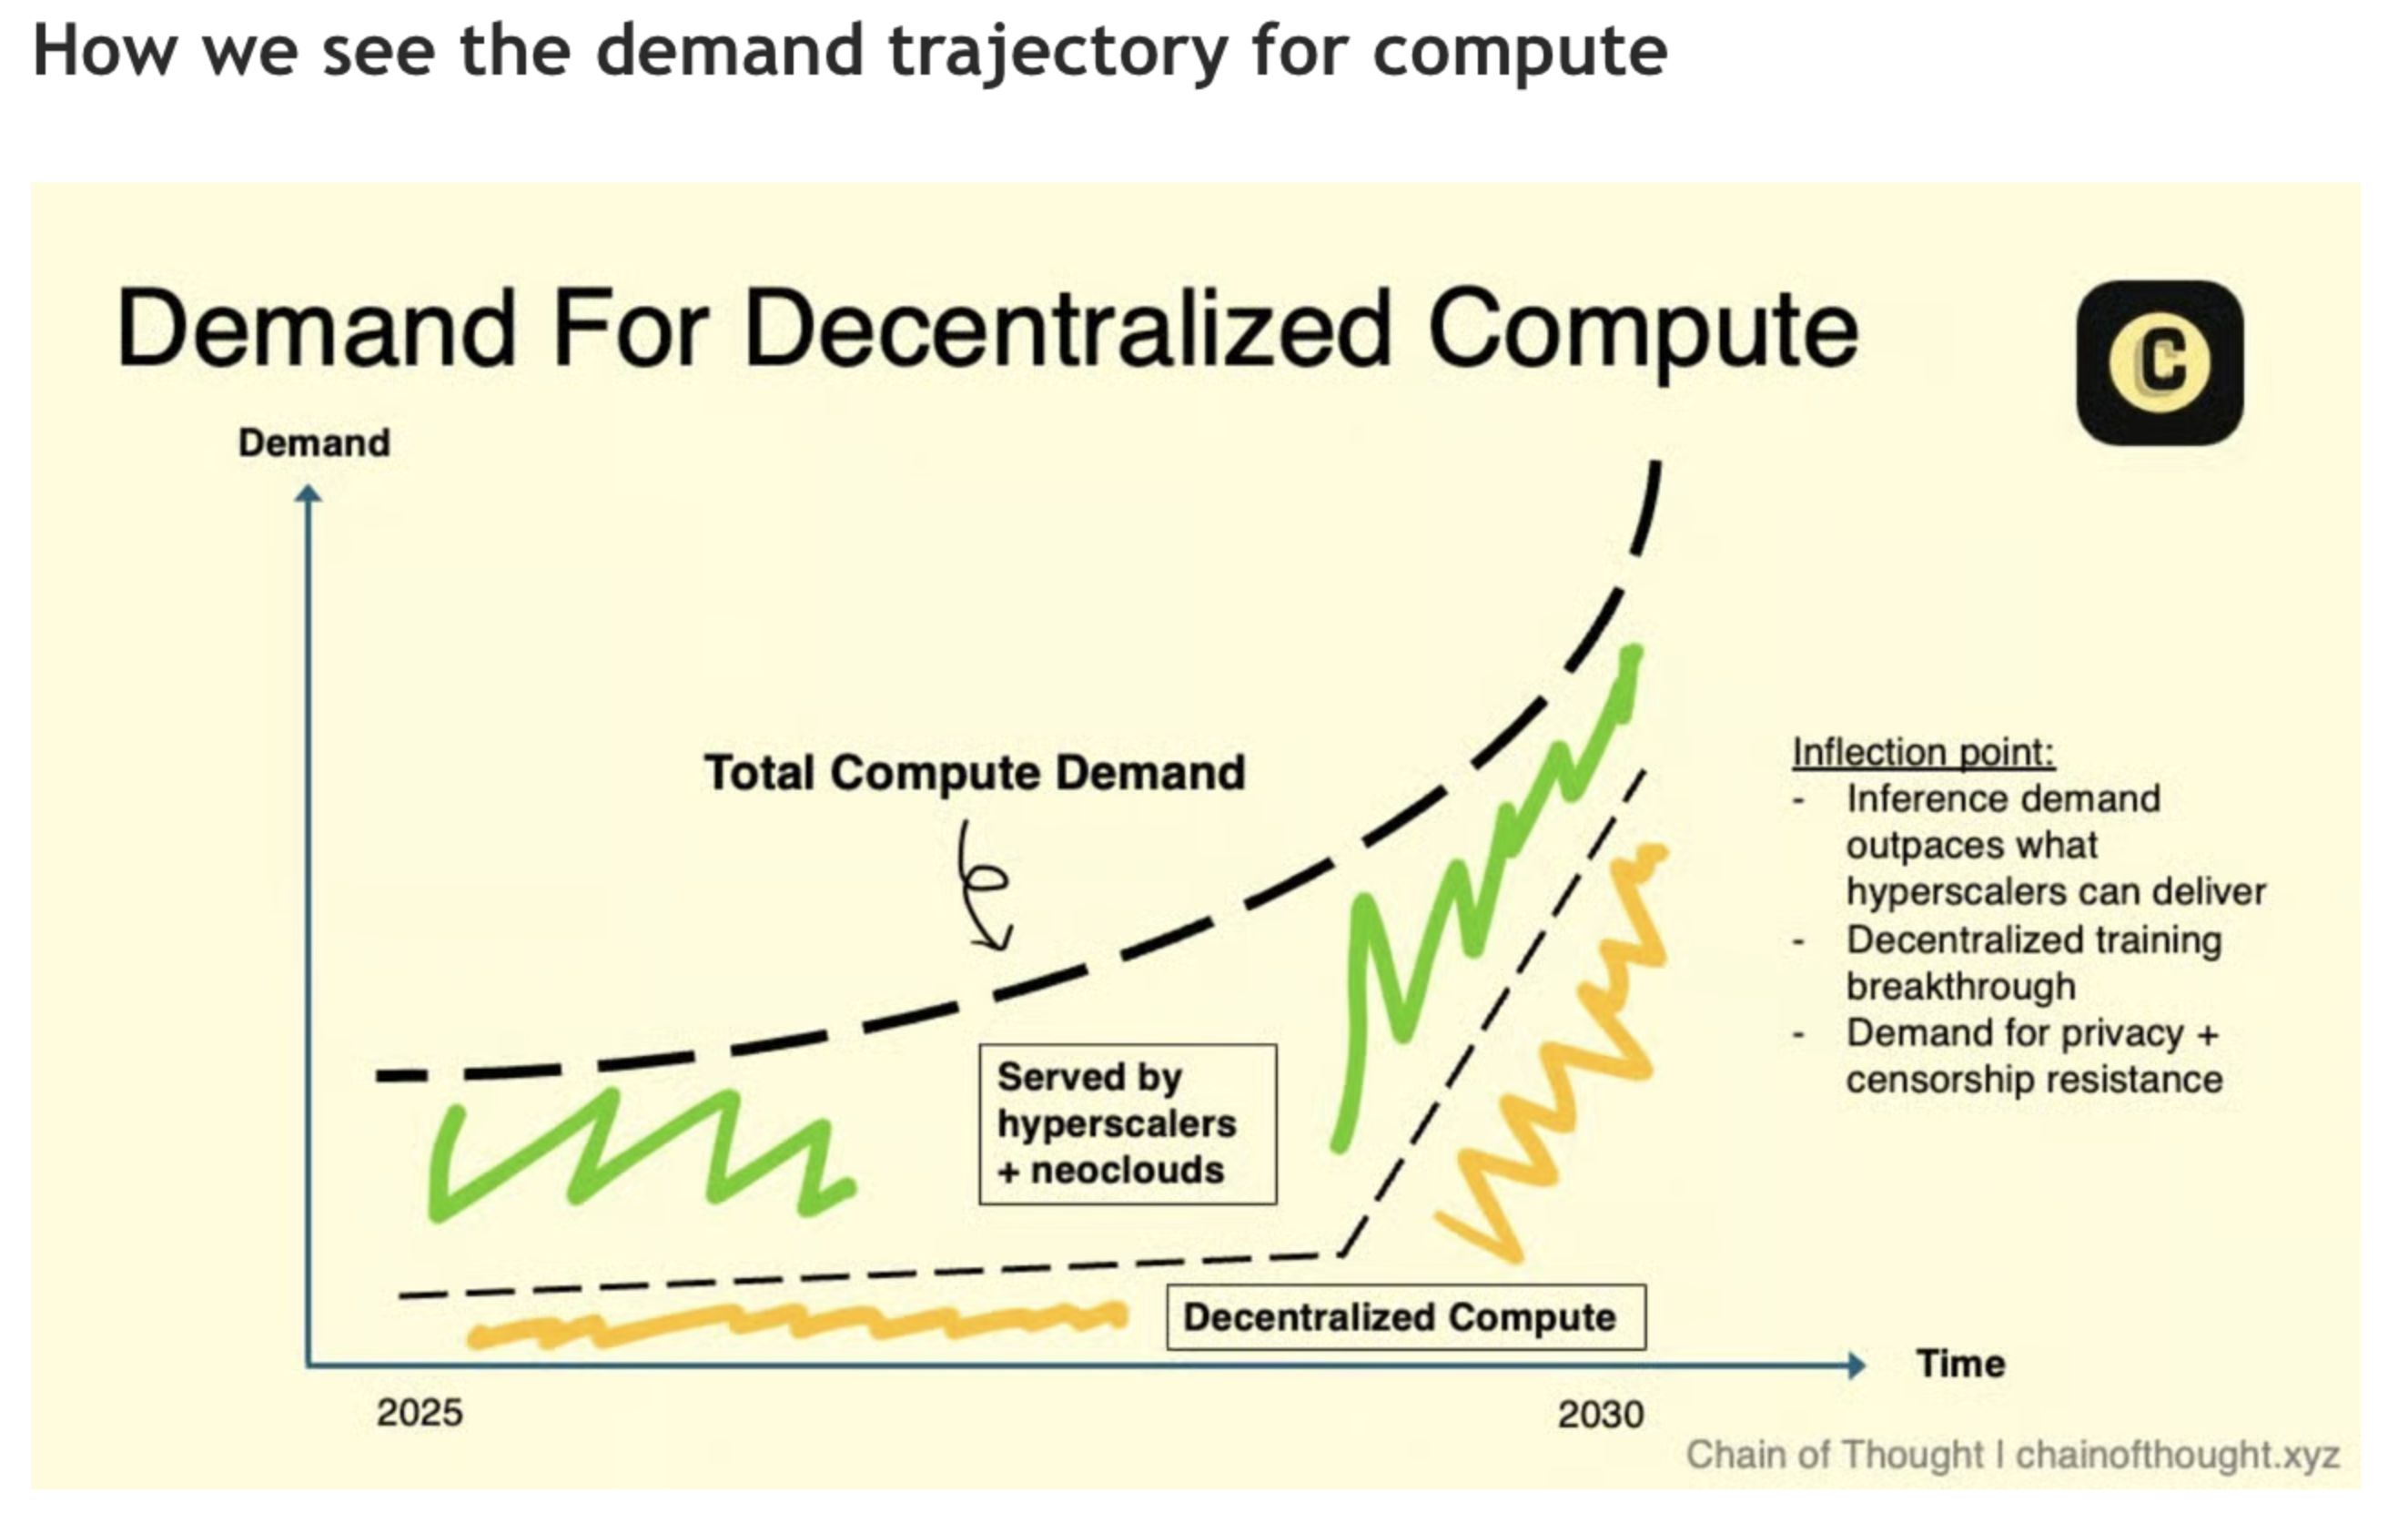 How we see the demand trajectory for compute
Demand For Decentralized Compute
C
Demand
Total Compute Demand
Served by
hyperscalers
+ neoclouds
Decentralized Compute
Inflection point:
- Inference demand
outpaces what
hyperscalers can deliver
- Decentralized training
breakthrough
- Demand for privacy +
censorship resistance
Time
2025
2030
Chain of Thought | chainofthought.xyz